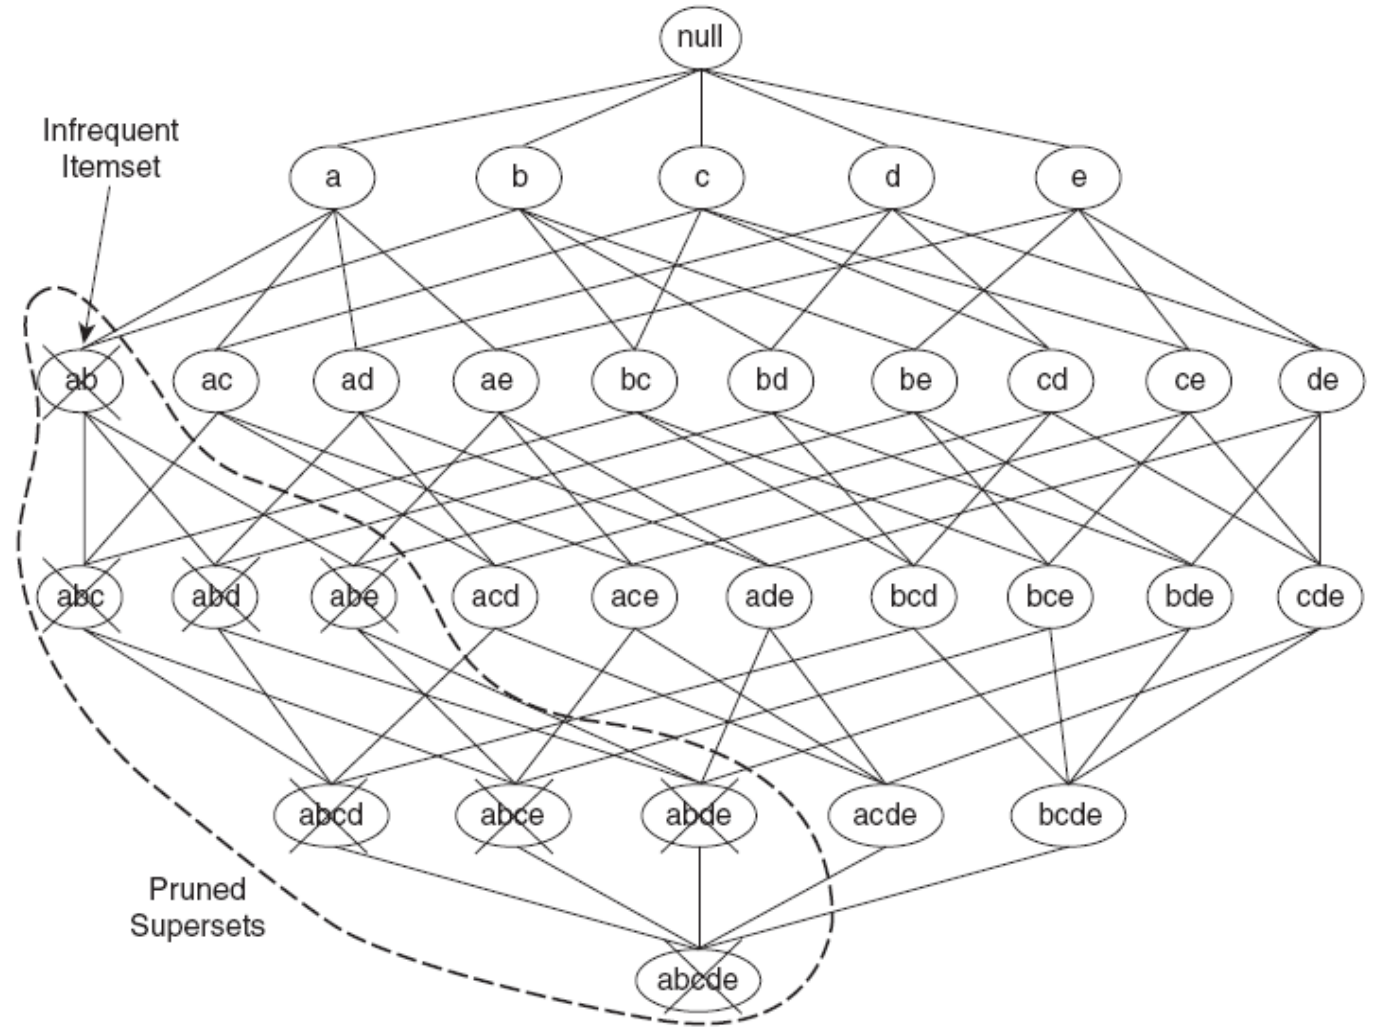 null
Infrequent
Itemset
a b c d e
ab ac ad ae bc bd be cd ce de
abc abd abe acd ace ade bcd bce bde cde
abcd abce abde acde bcde
Pruned
Supersets
abcde